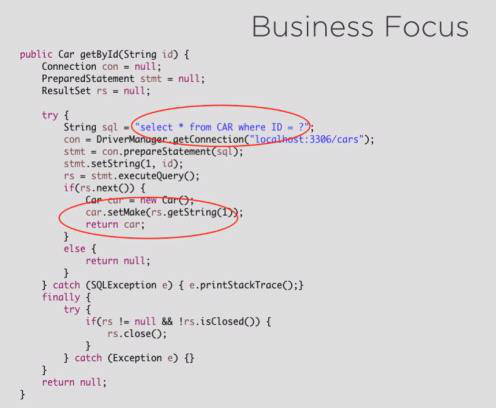 Business Focus
public Car getById(String id) {
    Connection con = null;
    PreparedStatement stmt = null;
    ResultSet rs = null;

    try {
        String sql = "select * from CAR where ID = ?";
        con = DriverManager.getConnection("localhost:3306/cars");
        stmt = con.prepareStatement(sql);
        stmt.setString(1, id);
        rs = stmt.executeQuery();
        if(rs.next()) {
            Car car = new Car();
            car.setMake(rs.getString(1));
            return car;
        }
        else {
            return null;
        }
    } catch (SQLException e) { e.printStackTrace();}
    finally {
        try {
            if(rs != null && !rs.isClosed()) {
                rs.close();
            }
        } catch (Exception e) {}
    }
    return null;
}